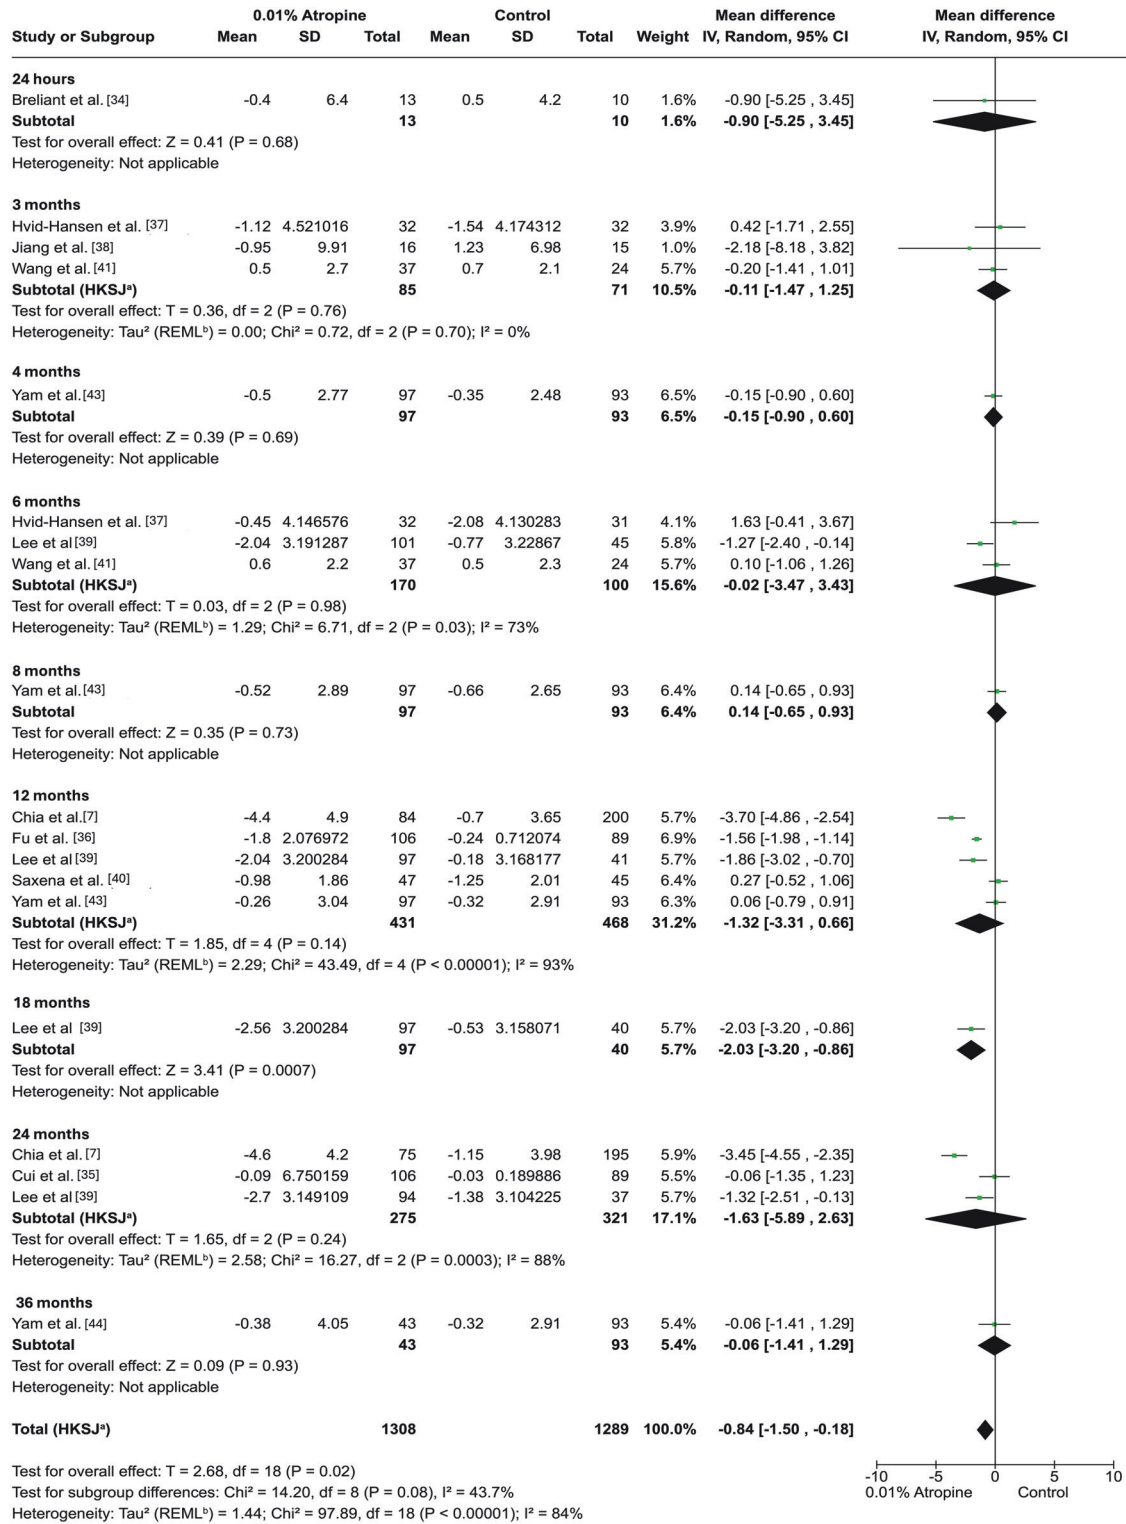 0.01% Atropine Control Mean difference Mean difference
Study or Subgroup Mean SD Total Mean SD Total Weight IV, Random, 95% CI IV, Random, 95% CI
24 hours
Breliant et al. [34] -0.4 6.4 13 0.5 4.2 10 1.6% -0.90 [-5.25, 3.45]
Subtotal 13 10 1.6% -0.90 [-5.25, 3.45]
Test for overall effect: Z = 0.41 (P = 0.68)
Heterogeneity: Not applicable
3 months
Hvid-Hansen et al. [37] -1.12 4.521016 32 -1.54 4.174312 32 3.9% 0.42 [-1.71 , 2.55]
Jiang et al. [38] -0.95 9.91 16 1.23 6.98 15 1.0% -2.18 [-8.18 , 3.82]
Wang et al. [41] 0.5 2.7 37 0.7 2.1 24 5.7% -0.20 [-1.41 , 1.01]
Subtotal (HKSJª) 85 71 10.5% -0.11 [-1.47 , 1.25]
Test for overall effect: T = 0.36, df = 2 (P = 0.76)
Heterogeneity: Tau² (REMLᵇ) = 0.00; Chi² = 0.72, df = 2 (P = 0.70); I² = 0%
4 months
Yam et al.[43] -0.5 2.77 97 -0.35 2.48 93 6.5% -0.15 [-0.90 , 0.60]
Subtotal 97 93 6.5% -0.15 [-0.90 , 0.60]
Test for overall effect: Z = 0.39 (P = 0.69)
Heterogeneity: Not applicable
6 months
Hvid-Hansen et al. [37] -0.45 4.146576 32 -2.08 4.130283 31 4.1% 1.63 [-0.41 , 3.67]
Lee et al[39] -2.04 3.191287 101 -0.77 3.22867 45 5.8% -1.27 [-2.40 , -0.14]
Wang et al. [41] 0.6 2.2 37 0.5 2.3 24 5.7% 0.10 [-1.06 , 1.26]
Subtotal (HKSJª) 170 100 15.6% -0.02 [-3.47 , 3.43]
Test for overall effect: T = 0.03, df = 2 (P = 0.98)
Heterogeneity: Tau² (REMLᵇ) = 1.29; Chi² = 6.71, df = 2 (P = 0.03); I² = 73%
8 months
Yam et al.[43] -0.52 2.89 97 -0.66 2.65 93 6.4% 0.14 [-0.65 , 0.93]
Subtotal 97 93 6.4% 0.14 [-0.65 , 0.93]
Test for overall effect: Z = 0.35 (P = 0.73)
Heterogeneity: Not applicable
12 months
Chia et al.[7] -4.4 4.9 84 -0.7 3.65 200 5.7% -3.70 [-4.86 , -2.54]
Fu et al. [36] -1.8 2.076972 106 -0.24 0.712074 89 6.9% -1.56 [-1.98 , -1.14]
Lee et al [39] -2.04 3.200284 97 -0.18 3.168177 41 5.7% -1.86 [-3.02 , -0.70]
Saxena et al. [40] -0.98 1.86 47 -1.25 2.01 45 6.4% 0.27 [-0.52 , 1.06]
Yam et al. [43] -0.26 3.04 97 -0.32 2.91 93 6.2% 0.06 [-0.79 , 0.91]
Subtotal (HKSJª) 431 468 31.2% -1.32 [-3.31 , 0.66]
Test for overall effect: T = 1.85, df = 4 (P = 0.14)
Heterogeneity: Tau² (REMLᵇ) = 2.29; Chi² = 43.49, df = 4 (P < 0.00001); I² = 93%
18 months
Lee et al [39] -2.56 3.200284 97 -0.53 3.158071 40 5.7% -2.03 [-3.20 , -0.86]
Subtotal 97 40 5.7% -2.03 [-3.20 , -0.86]
Test for overall effect: Z = 3.41 (P = 0.0007)
Heterogeneity: Not applicable
24 months
Chia et al. [7] -4.6 4.2 75 -1.15 3.98 195 5.9% -3.45 [-4.55 , -2.35]
Cui et al. [35] -0.09 6.750159 106 -0.03 0.189886 89 5.5% -0.06 [-1.35 , 1.23]
Lee et al [39] -2.7 3.149109 94 -1.38 3.104225 37 5.7% -1.32 [-2.51 , -0.13]
Subtotal (HKSJª) 275 321 17.1% -1.63 [-5.89 , 2.63]
Test for overall effect: T = 1.65, df = 2 (P = 0.24)
Heterogeneity: Tau² (REMLᵇ) = 2.58; Chi² = 16.27, df = 2 (P = 0.0003); I² = 88%
36 months
Yam et al. [44] -0.38 4.05 43 -0.32 2.91 93 5.4% -0.06 [-1.41 , 1.29]
Subtotal 43 93 5.4% -0.06 [-1.41 , 1.29]
Test for overall effect: Z = 0.09 (P = 0.93)
Heterogeneity: Not applicable
Total (HKSJª) 1308 1289 100.0% -0.84 [-1.50 , -0.18]
Test for overall effect: T = 2.68, df = 18 (P = 0.02)
Test for subgroup differences: Chi² = 14.20, df = 8 (P = 0.08), I² = 43.7%
Heterogeneity: Tau² (REMLᵇ) = 1.44; Chi² = 97.89, df = 18 (P < 0.00001); I² = 84%
-10 -5 0 5 10
0.01% Atropine Control